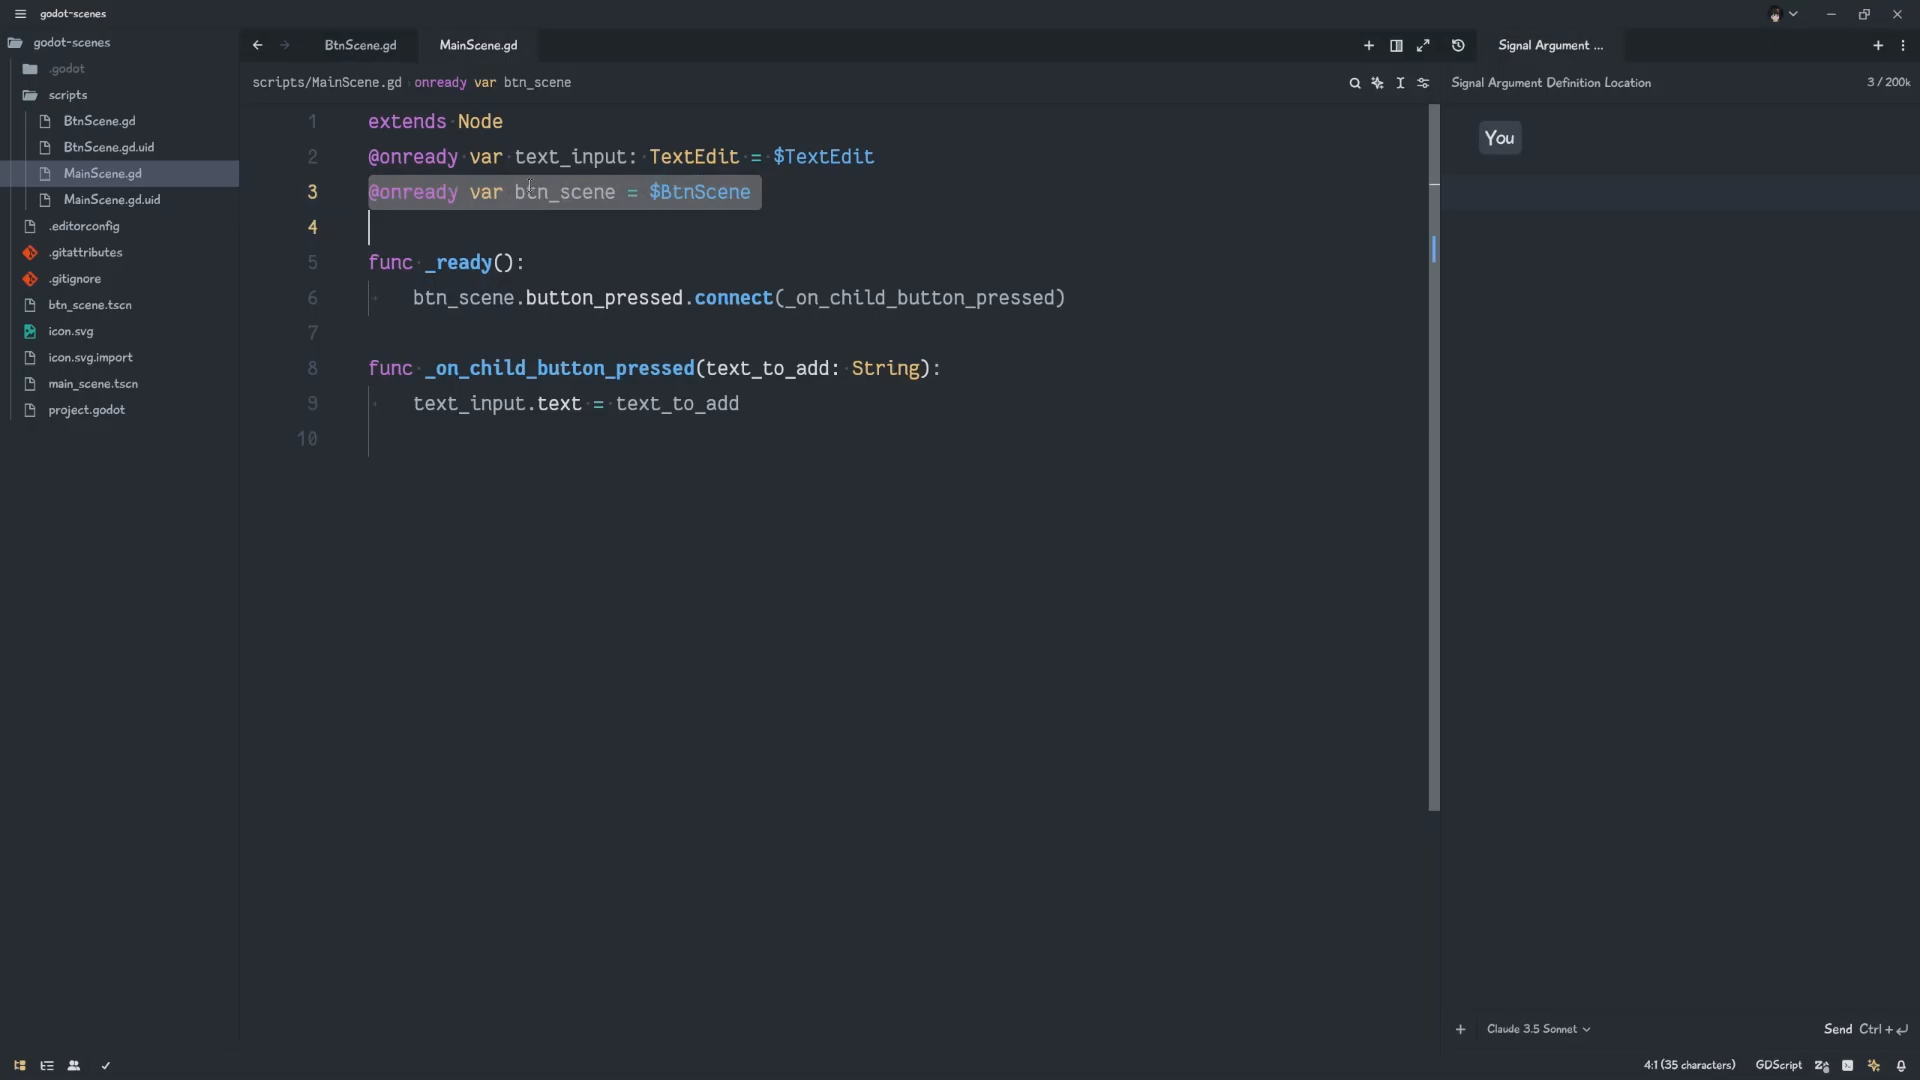 godot-scenes
godot-scenes
.godot
scripts
BtnScene.gd
BtnScene.gd.uid
MainScene.gd
MainScene.gd.uid
.editorconfig
.gitattributes
.gitignore
btn_scene.tscn
icon.svg
icon.svg.import
main_scene.tscn
project.godot
BtnScene.gd
MainScene.gd
scripts/MainScene.gd › onready var btn_scene
1 extends Node
2 @onready var text_input: TextEdit = $TextEdit
3 @onready var btn_scene = $BtnScene
4
5 func _ready():
6 btn_scene.button_pressed.connect(_on_child_button_pressed)
7
8 func _on_child_button_pressed(text_to_add: String):
9 text_input.text = text_to_add
10
Signal Argument ...
Signal Argument Definition Location 3 / 200k
You
Claude 3.5 Sonnet
Send Ctrl+
4:1 (35 characters) GDScript